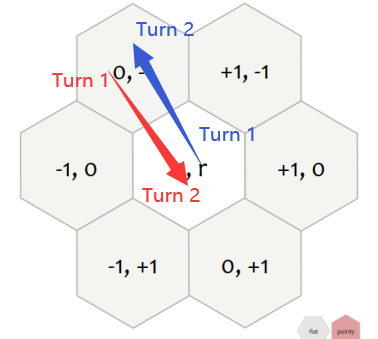 Turn 2
0, -
+1, -1
Turn 1
Turn 1
-1, 0
, r
+1, 0
Turn 2
-1, +1
0, +1
flat
pointy